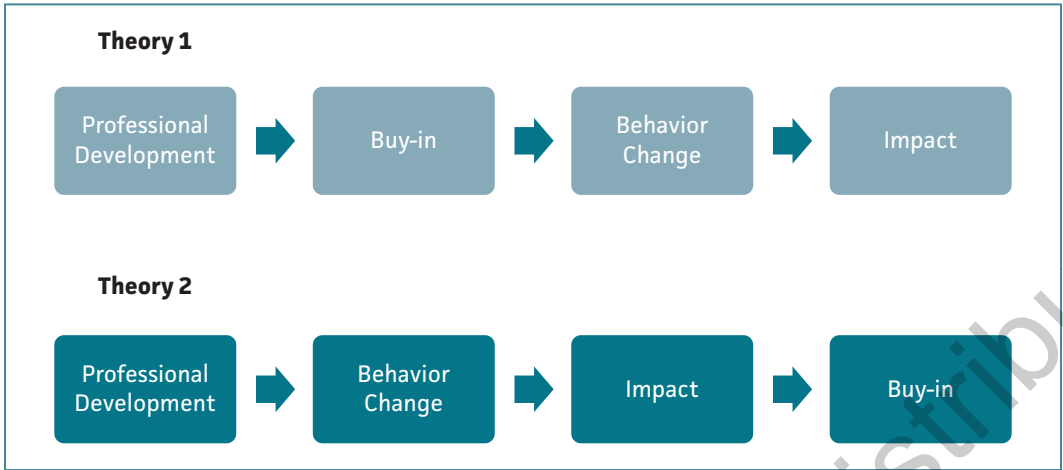 Theory 1
Professional
Development
Buy-in
Behavior
Change
Impact
Theory 2
Professional
Development
Behavior
Change
Impact
Buy-in